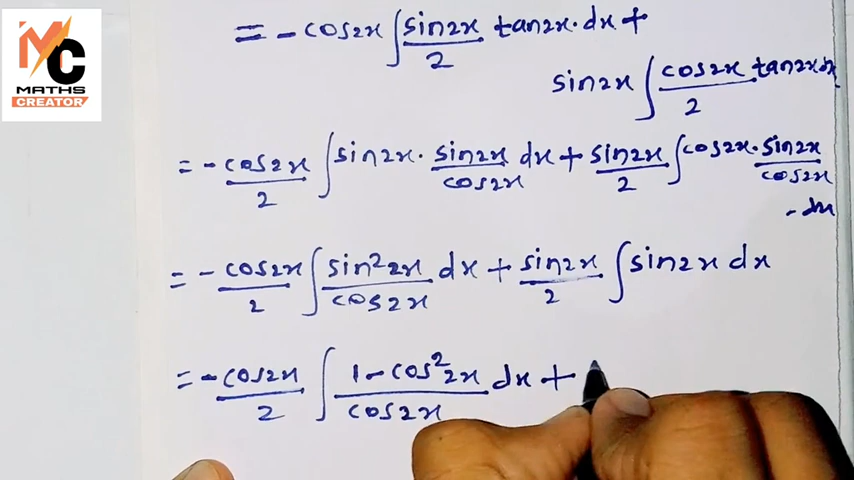 MC
MATHS
CREATOR
= - cos2x ∫ sin2x/2 tan2x·dx +
sin2x ∫ cos2x/2 tan2x dx
= - cos2x/2 ∫ sin2x · sin2x/cos2x dx + sin2x/2 ∫ cos2x · sin2x/cos2x
· dx
= - cos2x/2 ∫ sin²2x/cos2x dx + sin2x/2 ∫ sin2x dx
= - cos2x/2 ∫ 1-cos²2x/cos2x dx +